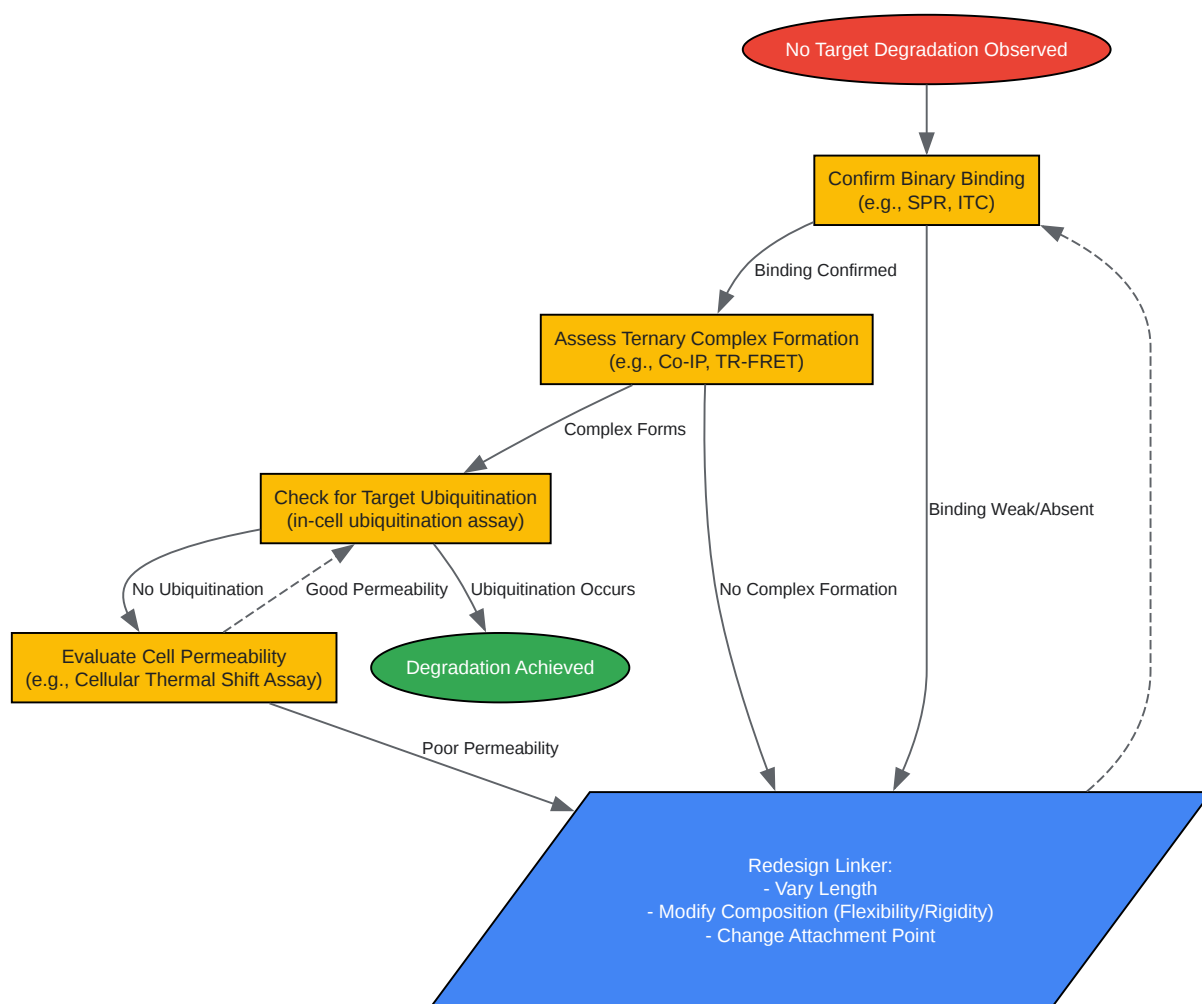 No Target Degradation Observed
Confirm Binary Binding
(e.g., SPR, ITC)
Binding Confirmed
Assess Ternary Complex Formation
(e.g., Co-IP, TR-FRET)
Complex Forms
Check for Target Ubiquitination
(in-cell ubiquitination assay)
Binding Weak/Absent
No Ubiquitination
Good Permeability
Ubiquitination Occurs
No Complex Formation
Evaluate Cell Permeability
(e.g., Cellular Thermal Shift Assay)
Degradation Achieved
Poor Permeability
Redesign Linker:
- Vary Length
- Modify Composition (Flexibility/Rigidity)
- Change Attachment Point